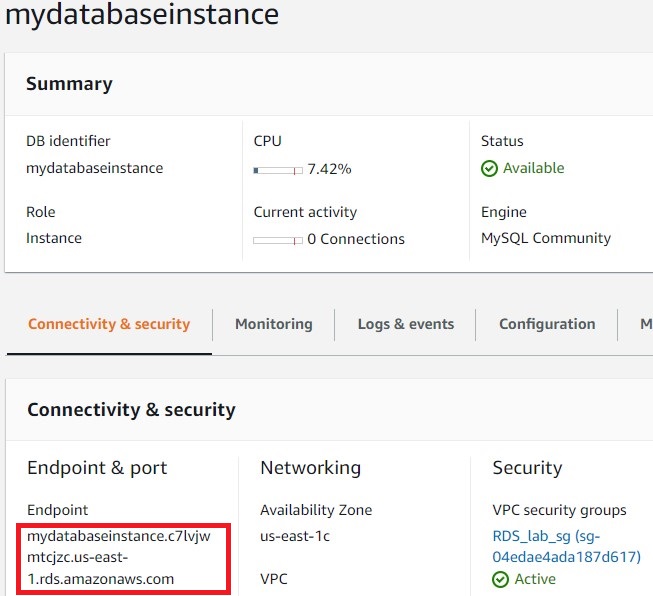 mydatabaseinstance
Summary
DB identifier
mydatabaseinstance
CPU
7.42%
Status
Available
Role
Instance
Current activity
0 Connections
Engine
MySQL Community
Connectivity & security
Monitoring
Logs & events
Configuration
M
Connectivity & security
Endpoint & port
Endpoint
mydatabaseinstance.c7lvjw
mtcjzc.us-east-
1.rds.amazonaws.com
Networking
Availability Zone
us-east-1c
VPC
Security
VPC security groups
RDS_lab_sg (sg-
04edae4ada187d617)
Active